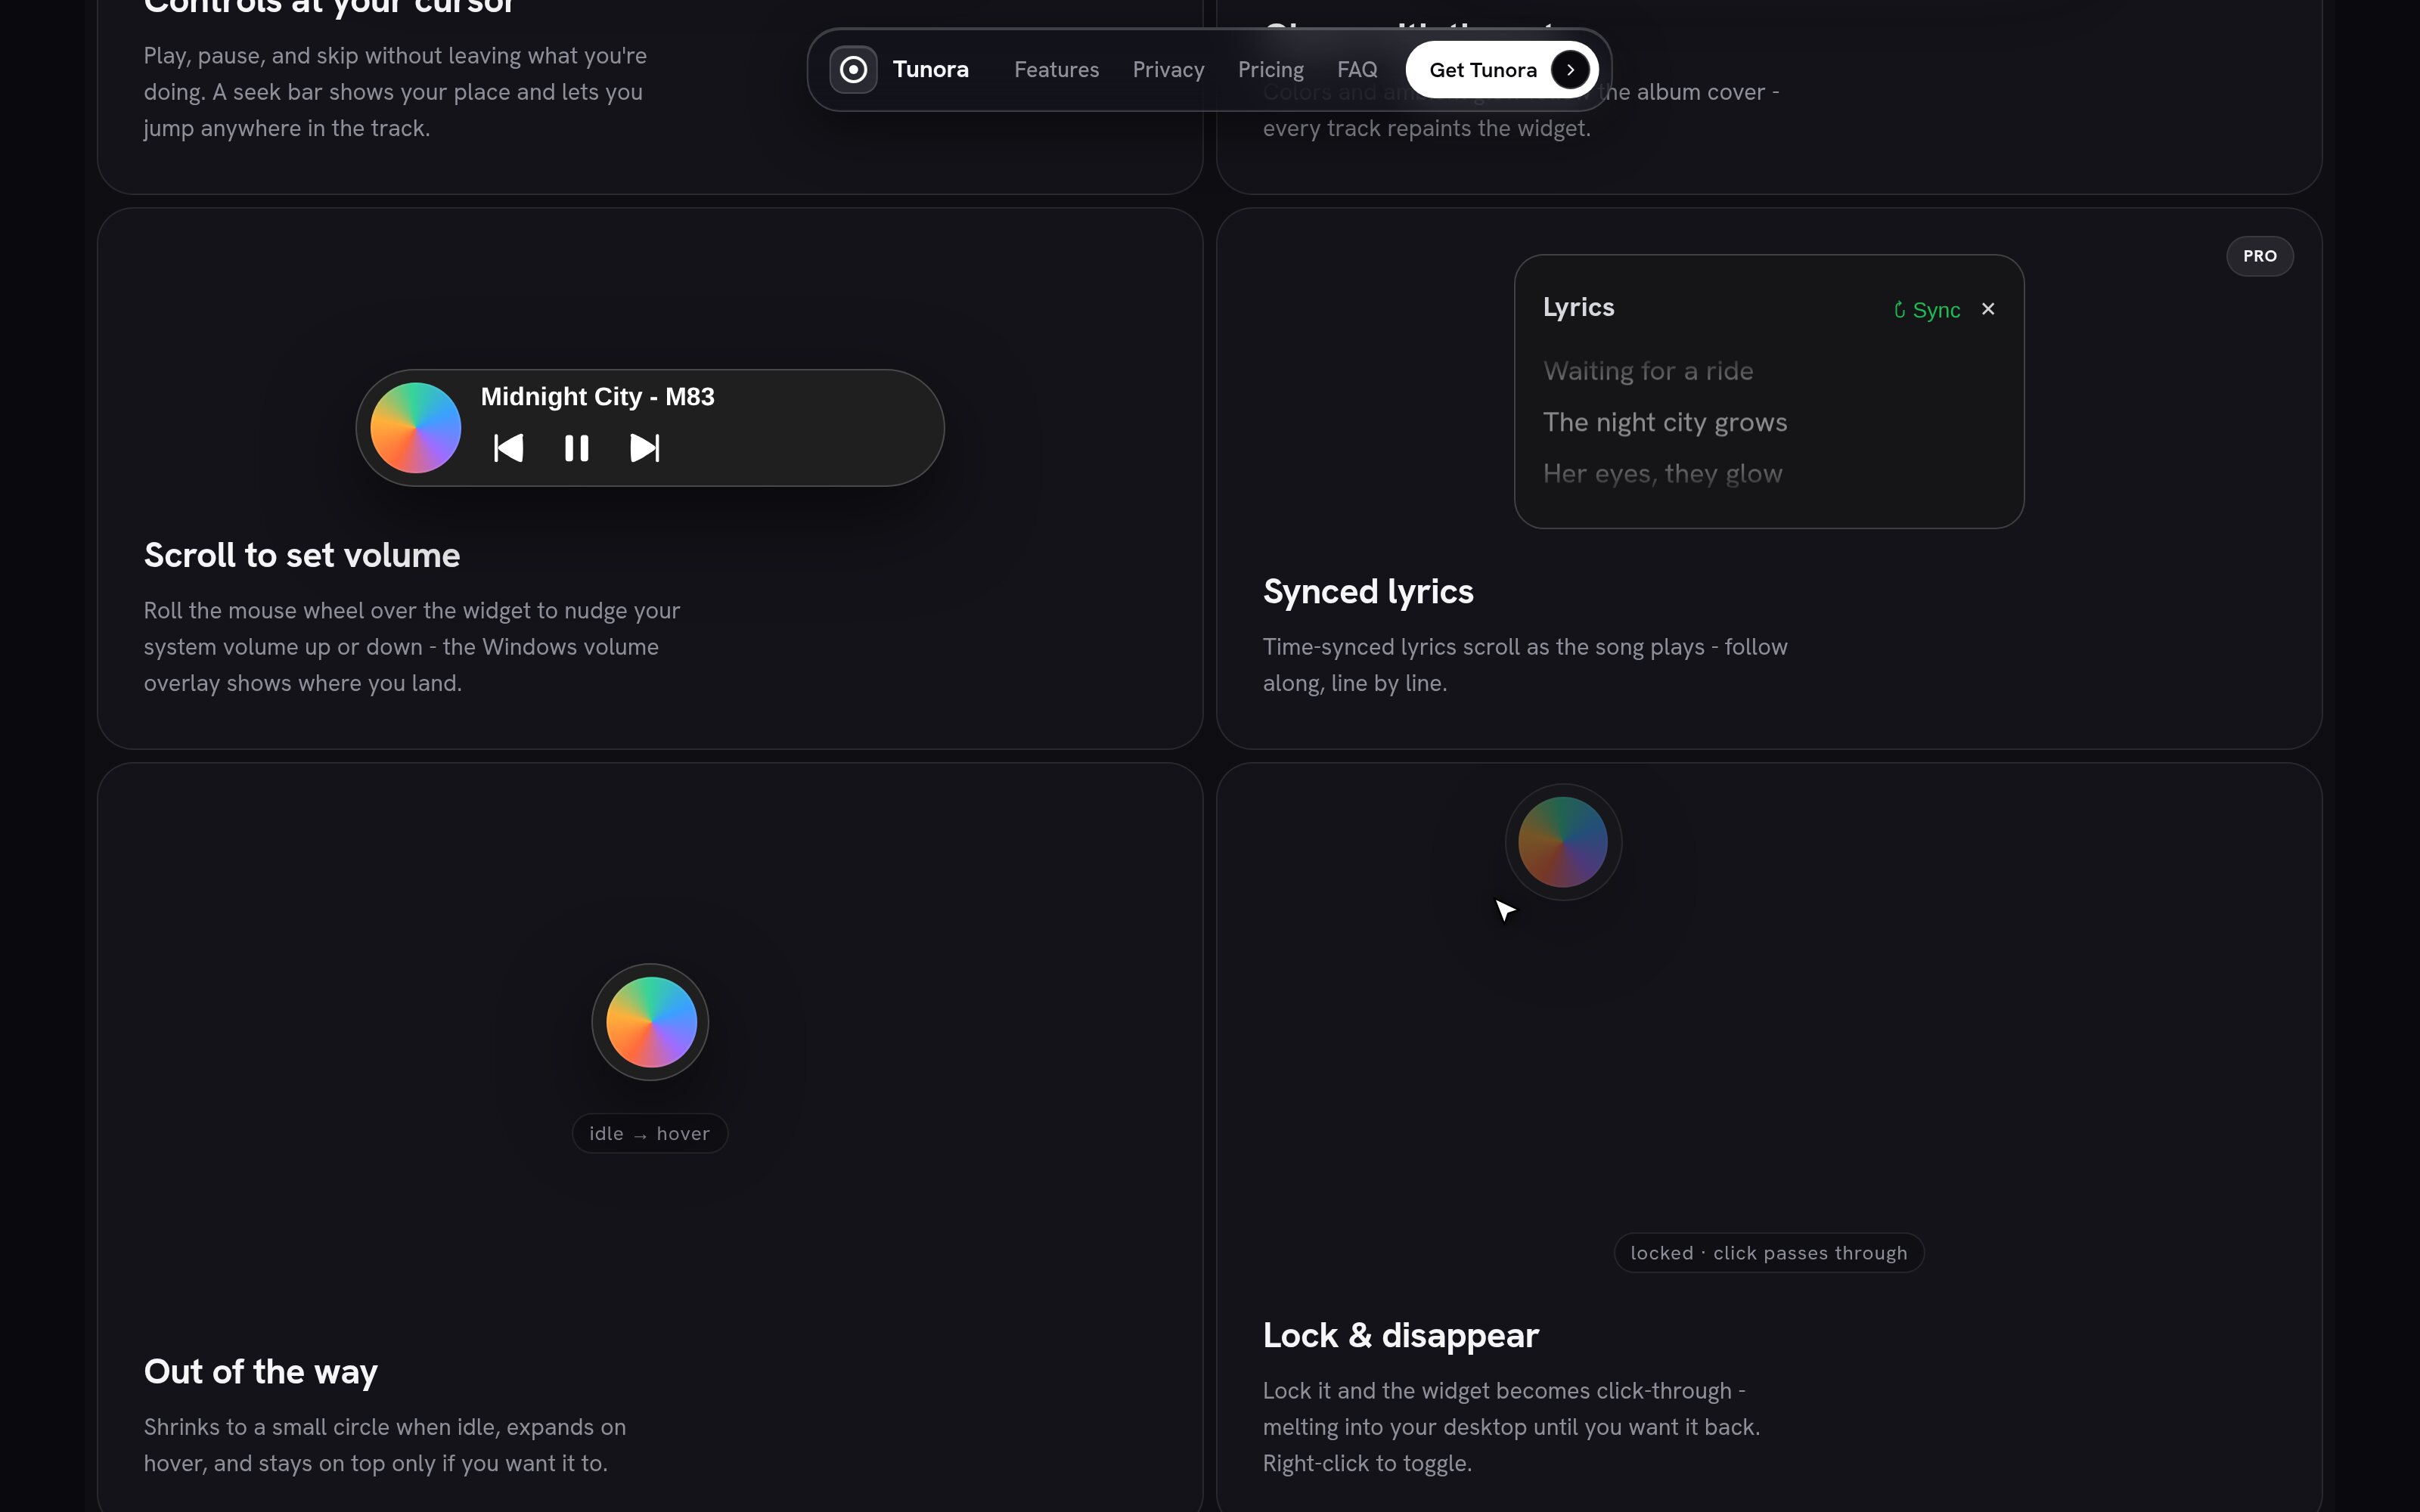 Controls at your cursor
Play, pause, and skip without leaving what you're
doing. A seek bar shows your place and lets you
jump anywhere in the track.
Tunora
Features
Privacy
Pricing
FAQ
Get Tunora
Colors and the album cover -
every track repaints the widget.
Midnight City - M83
Scroll to set volume
Roll the mouse wheel over the widget to nudge your
system volume up or down - the Windows volume
overlay shows where you land.
PRO
Lyrics
Sync
Waiting for a ride
The night city grows
Her eyes, they glow
Synced lyrics
Time-synced lyrics scroll as the song plays - follow
along, line by line.
idle → hover
Out of the way
Shrinks to a small circle when idle, expands on
hover, and stays on top only if you want it to.
locked · click passes through
Lock & disappear
Lock it and the widget becomes click-through -
melting into your desktop until you want it back.
Right-click to toggle.